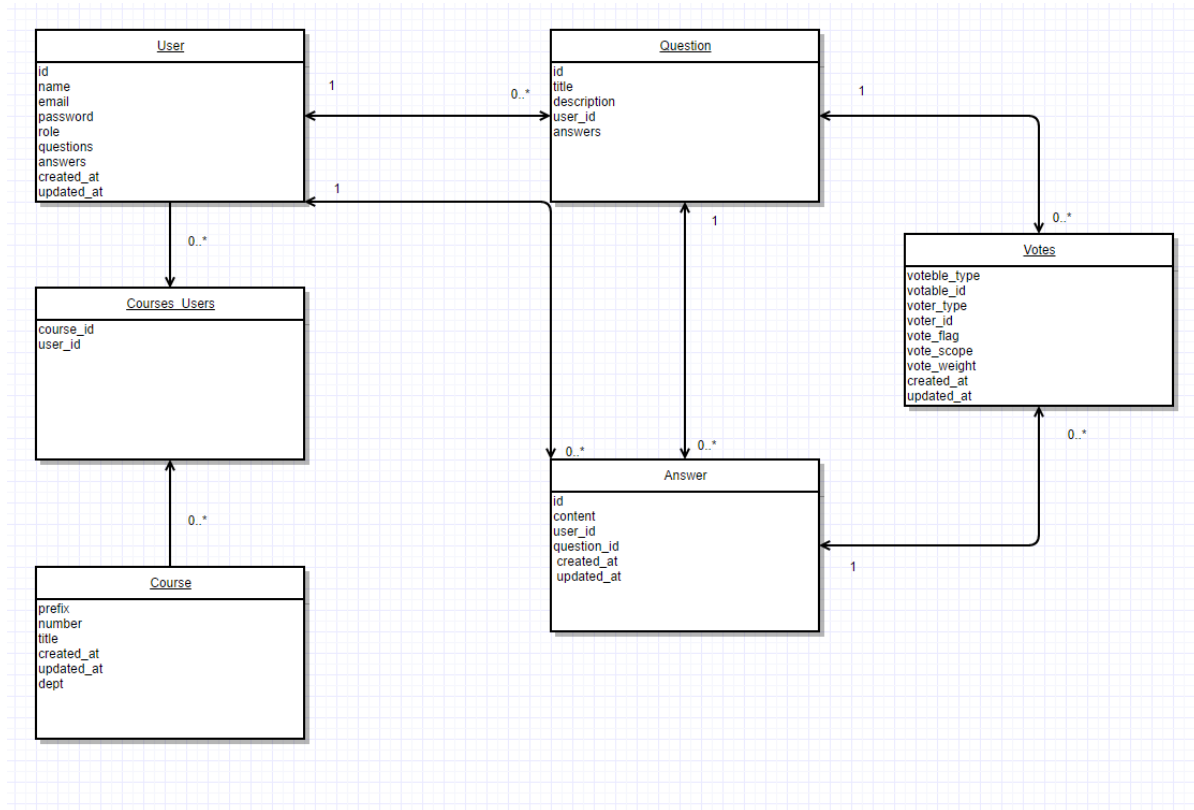 User
id
name
email
password
role
questions
answers
created_at
updated_at
1
0..*
Question
id
title
description
user_id
answers
1
0..*
1
0..*
1
0..*
Votes
voteble_type
votable_id
voter_type
voter_id
vote_flag
vote_scope
vote_weight
created_at
updated_at
0..*
1
0..*
Courses_Users
course_id
user_id
0..*
Course
prefix
number
title
created_at
updated_at
dept
Answer
id
content
user_id
question_id
created_at
updated_at